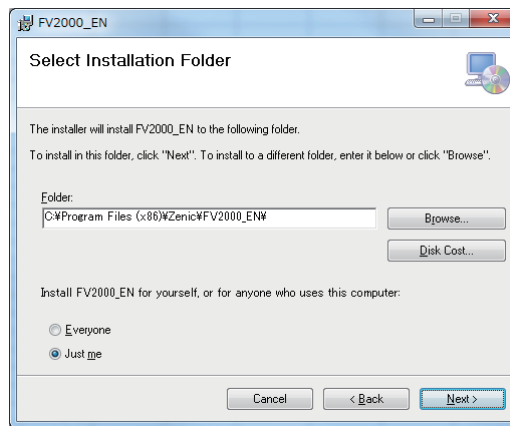 FV2000_EN
Select Installation Folder
The installer will install FV2000_EN to the following folder.
To install in this folder, click "Next". To install to a different folder, enter it below or click "Browse".
Folder:
C:¥Program Files (x86)¥Zenic¥FV2000_EN¥
Browse...
Disk Cost...
Install FV2000_EN for yourself, or for anyone who uses this computer:
Everyone
Just me
Cancel
< Back
Next >